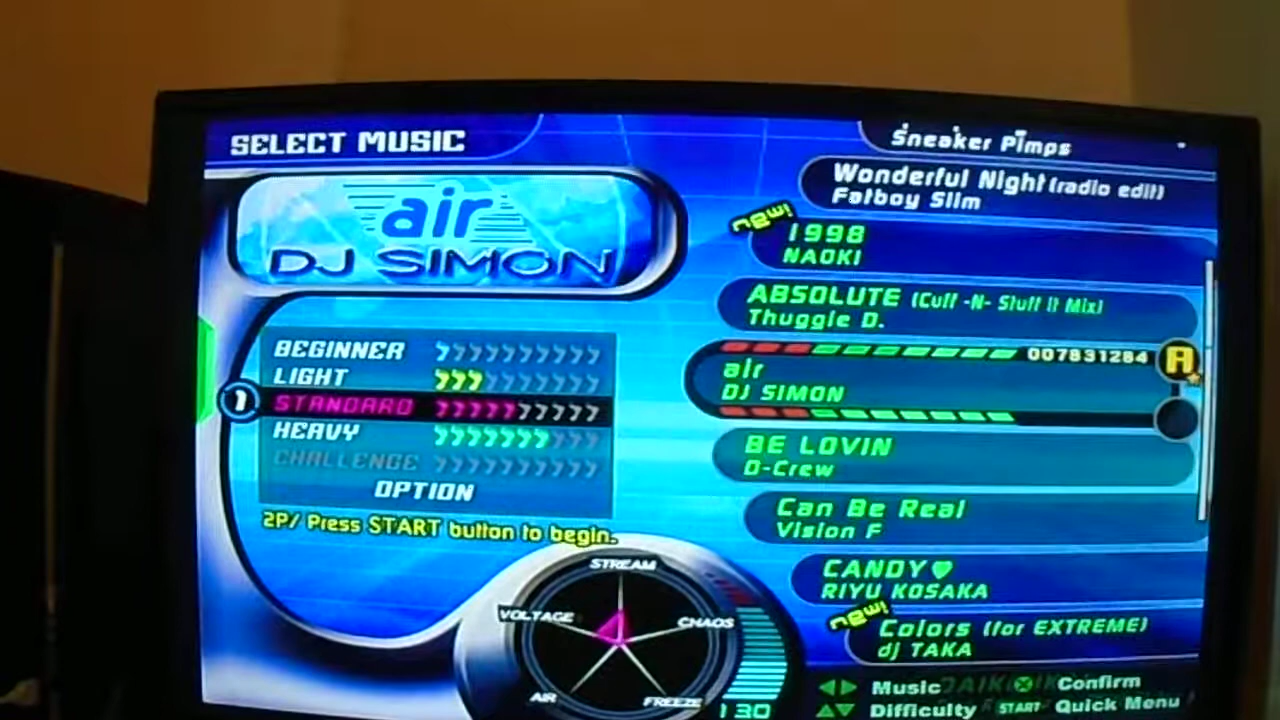 SELECT MUSIC
air
DJ SIMON
BEGINNER
LIGHT
1
STANDARD
HEAVY
CHALLENGE
OPTION
2P/ Press START button to begin.
STREAM
VOLTAGE
CHAOS
AIR
FREEZE
130
Sneaker Pimps
Wonderful Night (radio edit)
Fatboy Slim
new!
1998
NAOKI
ABSOLUTE (Cuff -N- Stuff It Mix)
Thuggie D.
007831284 A
air
DJ SIMON
BE LOVIN
D-Crew
Can Be Real
Vision F
CANDY♥
RIYU KOSAKA
new!
Colors (for EXTREME)
dj TAKA
Music Confirm
Difficulty START Quick Menu